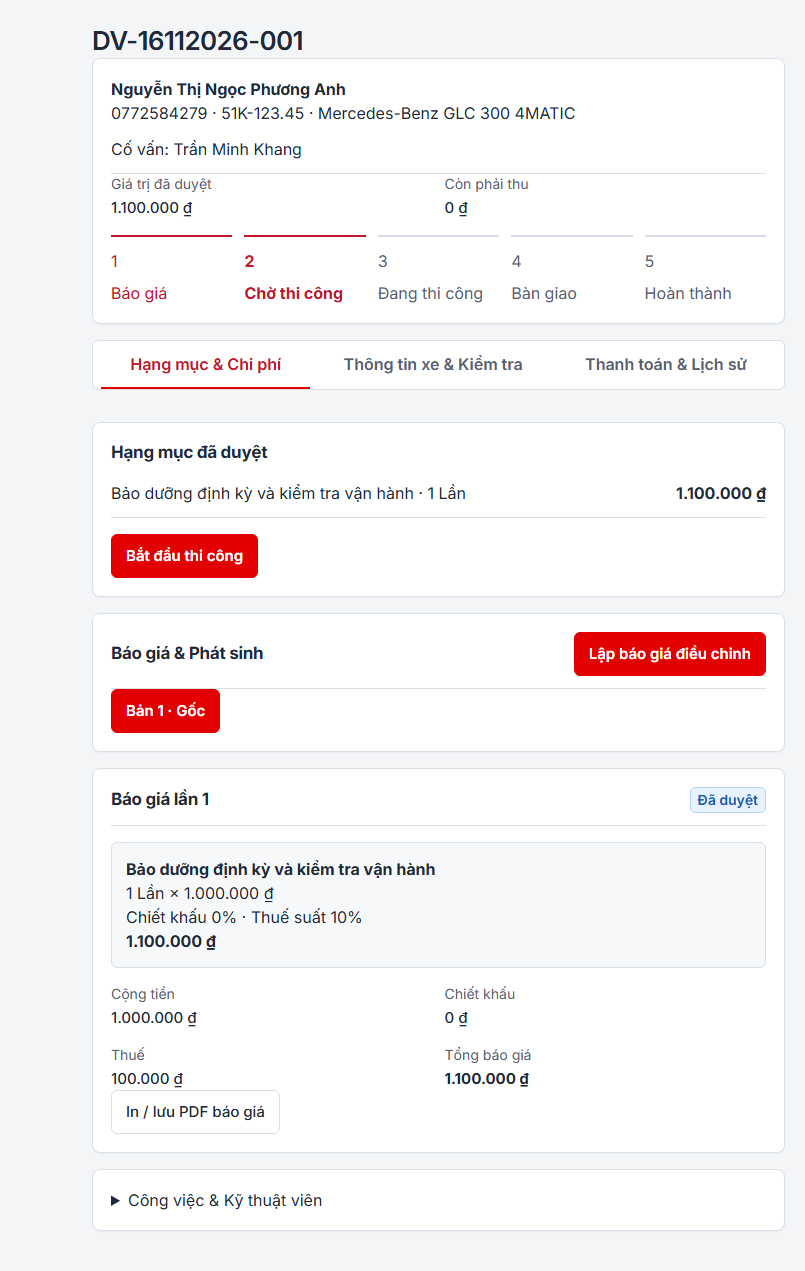 DV-16112026-001
Nguyễn Thị Ngọc Phương Anh
0772584279 · 51K-123.45 · Mercedes-Benz GLC 300 4MATIC
Cố vấn: Trần Minh Khang
Giá trị đã duyệt
Còn phải thu
1.100.000 ₫
0 ₫
1
2
3
4
5
Báo giá
Chờ thi công
Đang thi công
Bàn giao
Hoàn thành
Hạng mục & Chi phí
Thông tin xe & Kiểm tra
Thanh toán & Lịch sử
Hạng mục đã duyệt
Bảo dưỡng định kỳ và kiểm tra vận hành · 1 Lần
1.100.000 ₫
Bắt đầu thi công
Báo giá & Phát sinh
Lập báo giá điều chỉnh
Bản 1 · Gốc
Báo giá lần 1
Đã duyệt
Bảo dưỡng định kỳ và kiểm tra vận hành
1 Lần × 1.000.000 ₫
Chiết khấu 0% · Thuế suất 10%
1.100.000 ₫
Cộng tiền
Chiết khấu
1.000.000 ₫
0 ₫
Thuế
Tổng báo giá
100.000 ₫
1.100.000 ₫
In / lưu PDF báo giá
Công việc & Kỹ thuật viên